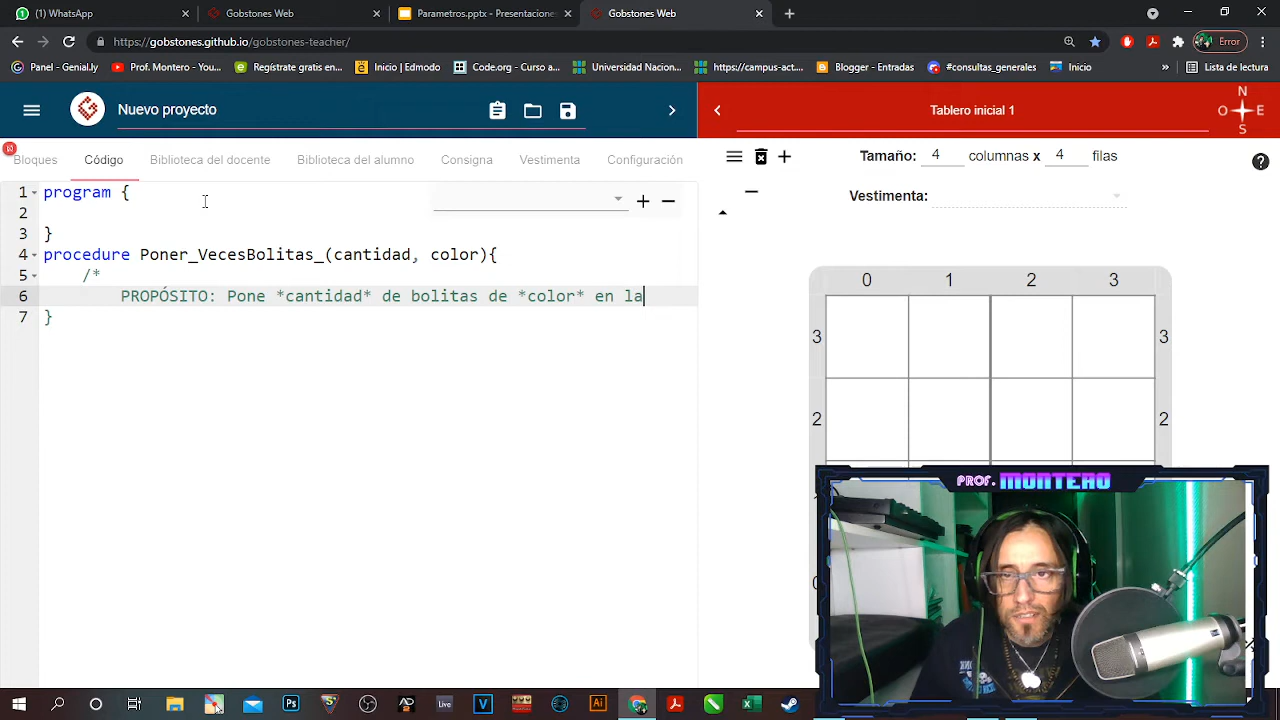 (1) WhatsApp
Gobstones Web
Parametros.pptx - Presentacione
Gobstones Web
https://gobstones.github.io/gobstones-teacher/
Error
Panel - Genial.ly
Prof. Montero - You
Regístrate gratis en...
Inicio | Edmodo
Code.org - Curso ...
Universidad Nacion...
https://campus-act...
Blogger - Entradas
#consultas_generales
Inicio
»
Lista de lectura
Nuevo proyecto
Tablero inicial 1
N
O E
S
Bloques
Código
Biblioteca del docente
Biblioteca del alumno
Consigna
Vestimenta
Configuración
Tamaño: 4 columnas x 4 filas
Vestimenta:
1 program {
2
3 }
4 procedure Poner_VecesBolitas_(cantidad, color){
5 /*
6 PROPÓSITO: Pone *cantidad* de bolitas de *color* en la
7 }
0 1 2 3
3 3
2 2
PROF. MONTERO